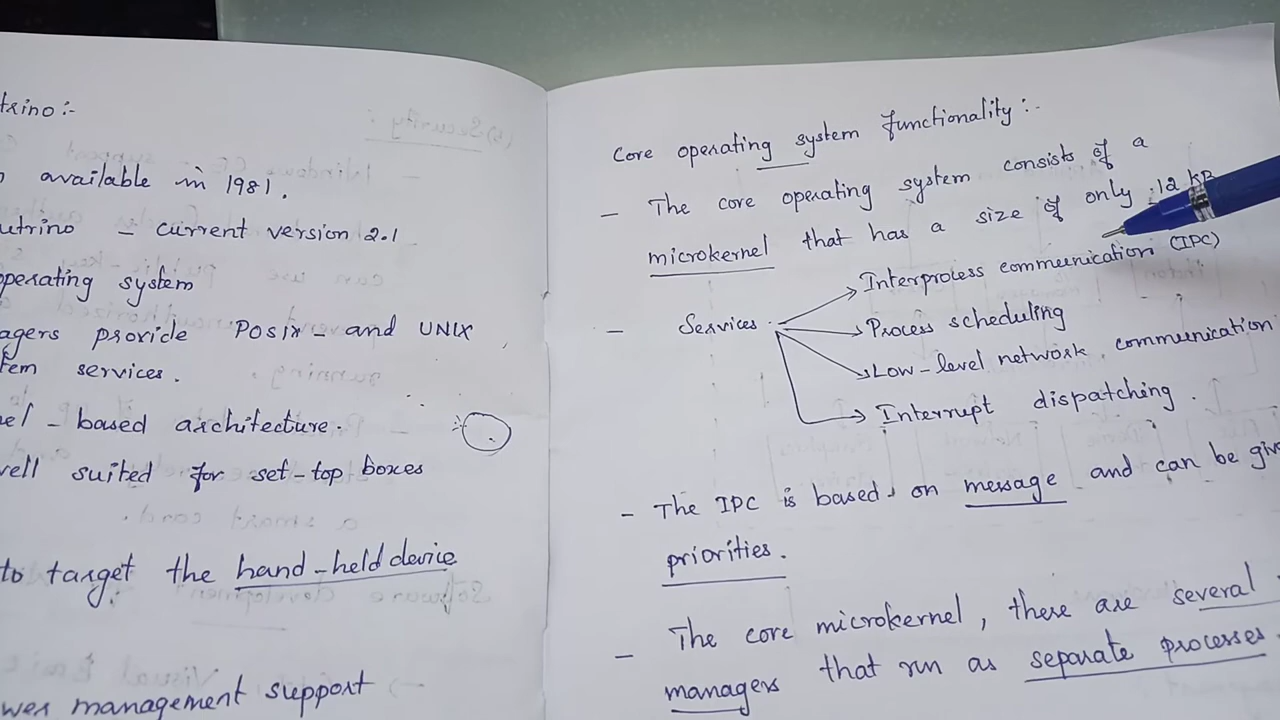 trino :-
available in 1981.
utrino - current version 2.1
perating system
agers provide Posix- and UNIX
tem services.
el - based architecture.
well suited for set-top boxes
to target the hand-held device
wer management support
Core operating system functionality :-
- The core operating system consists of a
microkernel that has a size of only 12 kB
- Services
Interprocess communication (IPC)
Process scheduling
Low-level network communication
Interrupt dispatching.
- The IPC is based on message and can be give
priorities.
- The core microkernel, there are several
managers that run as separate processes.